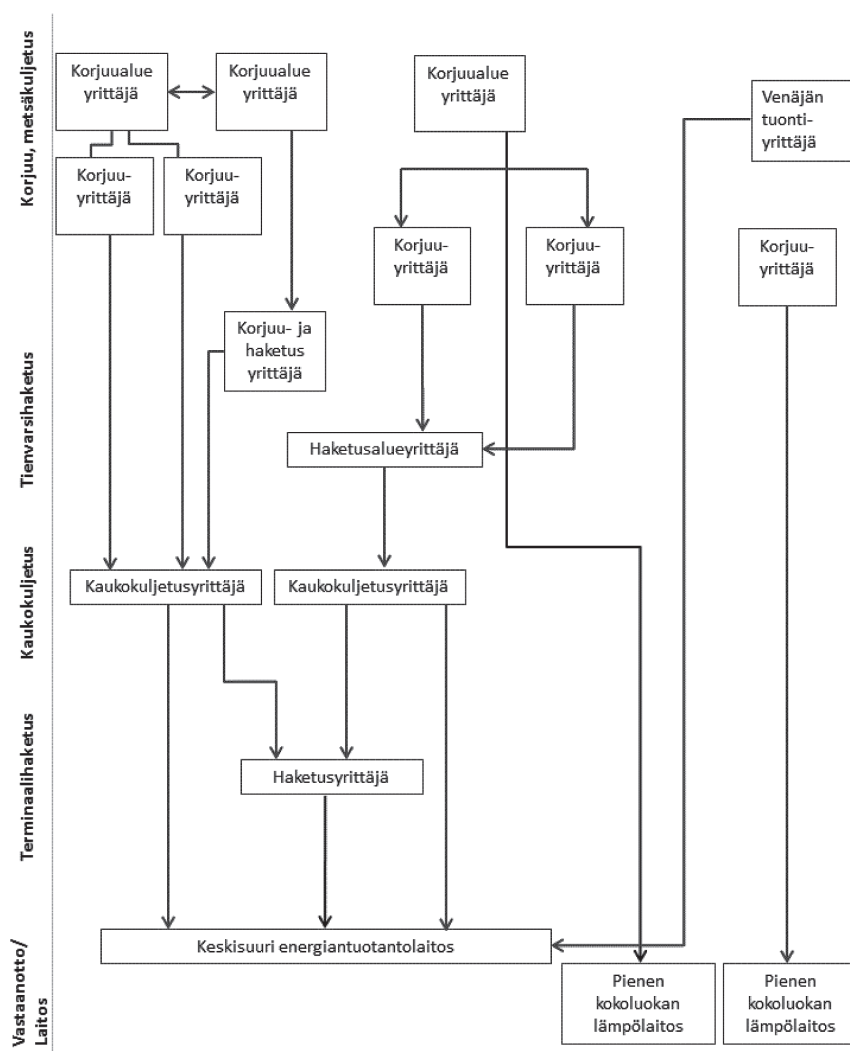 Korjuu, metsäkuljetus
Korjuualue
yrittäjä
Korjuualue
yrittäjä
Korjuualue
yrittäjä
Venäjän
tuonti-
yrittäjä
Korjuu-
yrittäjä
Korjuu-
yrittäjä
Korjuu-
yrittäjä
Korjuu-
yrittäjä
Korjuu-
yrittäjä
Tienvarsihaketus
Korjuu- ja
haketus
yrittäjä
Haketusalueyrittäjä
Kaukokuljetus
Kaukokuljetusyrittäjä
Kaukokuljetusyrittäjä
Terminaalihaketus
Haketusyrittäjä
Vastaanotto/
Laitos
Keskisuuri energiantuotantolaitos
Pienen
kokoluokan
lämpölaitos
Pienen
kokoluokan
lämpölaitos